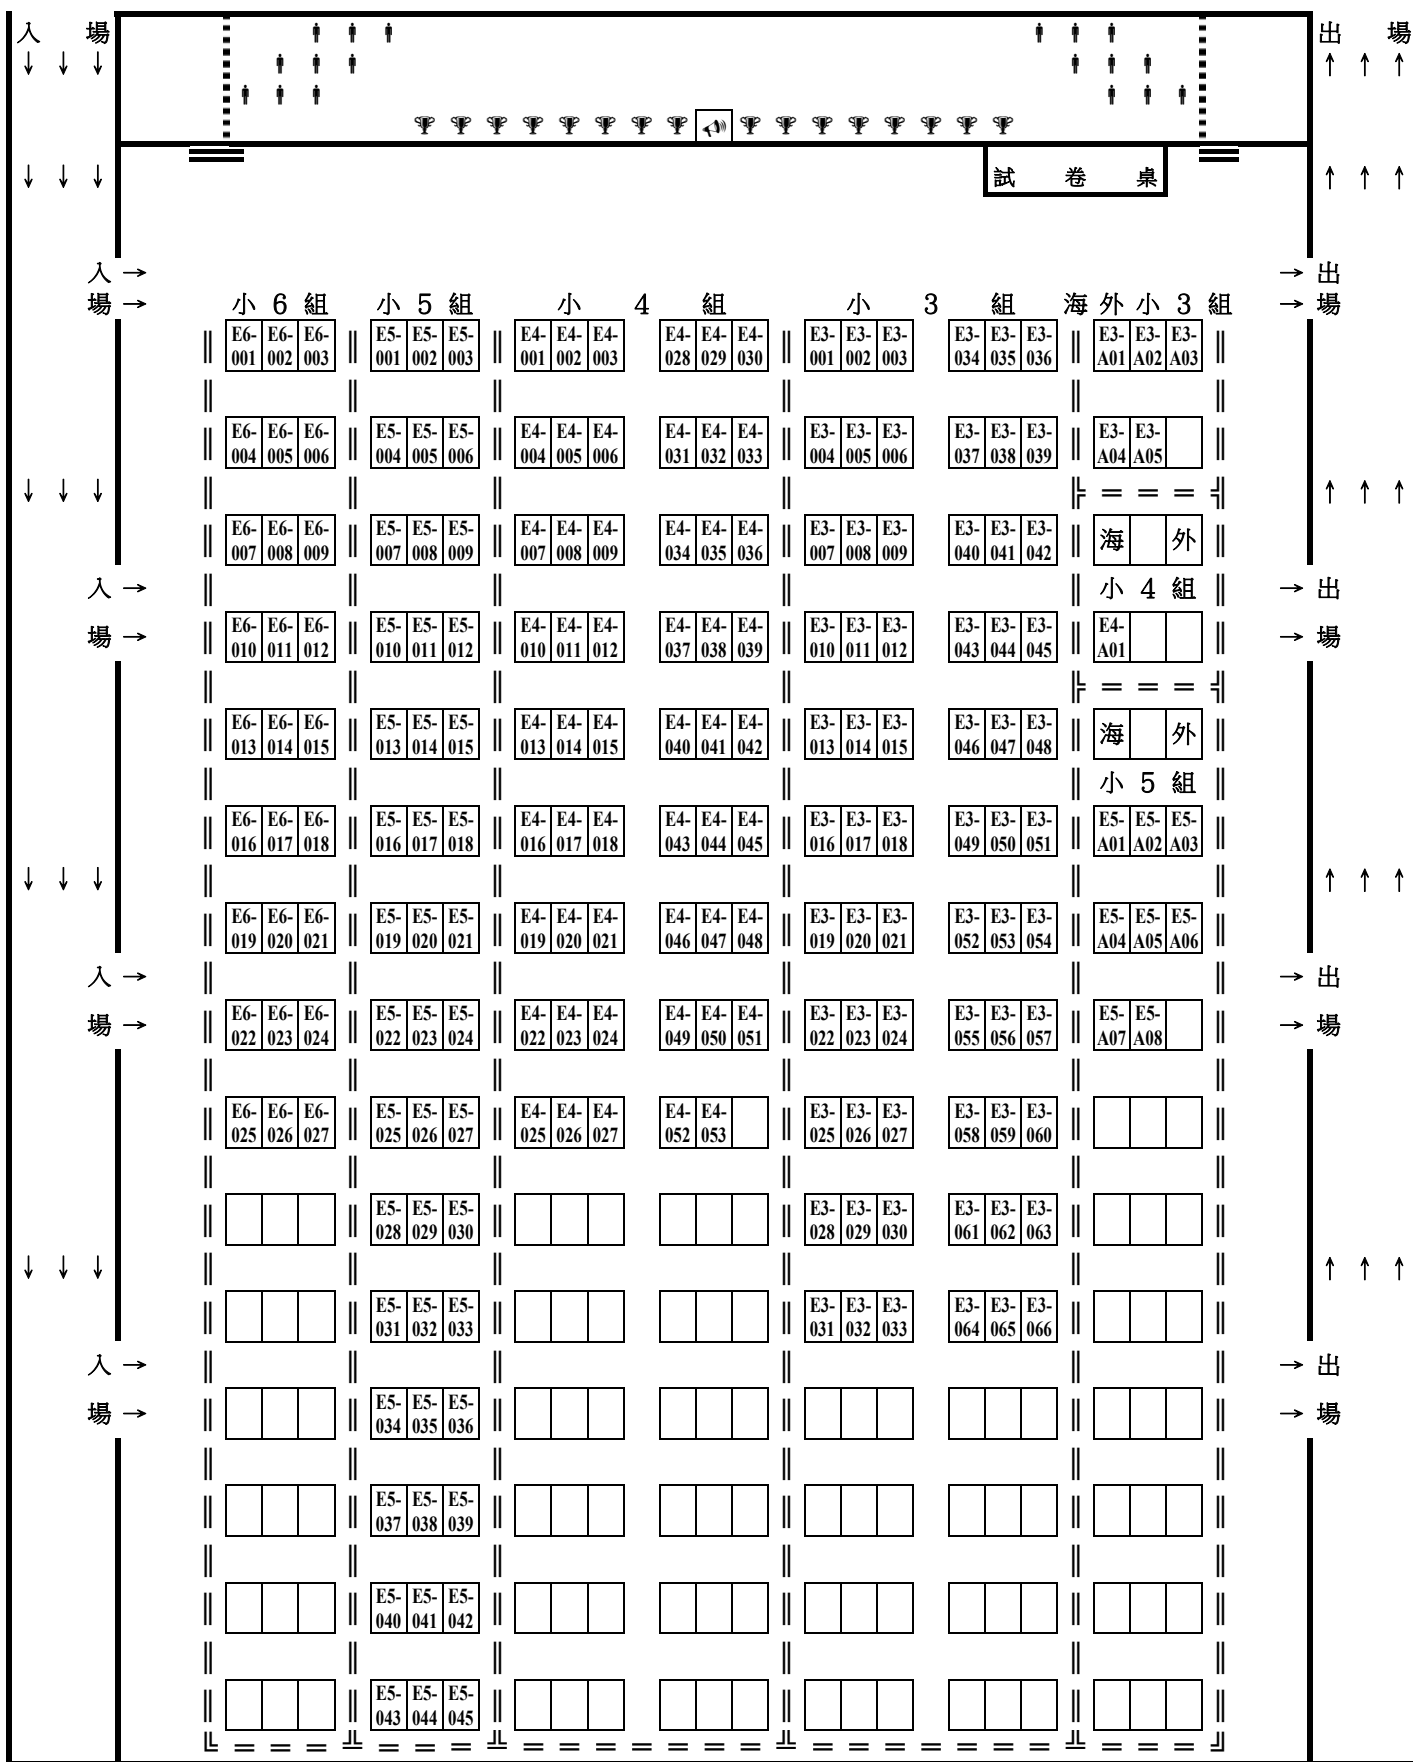 入 場 出 場
↓ ↓ ↓ ↑ ↑ ↑
↓ ↓ ↓ 試 卷 桌 ↑ ↑ ↑
入 → → 出
場 → 小 6 組 小 5 組 小 4 組 小 3 組 海 外 小 3 組 → 場
E6-001 E6-002 E6-003 E5-001 E5-002 E5-003 E4-001 E4-002 E4-003 E4-028 E4-029 E4-030 E3-001 E3-002 E3-003 E3-034 E3-035 E3-036 E3-A01 E3-A02 E3-A03
E6-004 E6-005 E6-006 E5-004 E5-005 E5-006 E4-004 E4-005 E4-006 E4-031 E4-032 E4-033 E3-004 E3-005 E3-006 E3-037 E3-038 E3-039 E3-A04 E3-A05
↓ ↓ ↓ ↑ ↑ ↑
E6-007 E6-008 E6-009 E5-007 E5-008 E5-009 E4-007 E4-008 E4-009 E4-034 E4-035 E4-036 E3-007 E3-008 E3-009 E3-040 E3-041 E3-042 海 外
入 → 小 4 組 → 出
場 → E6-010 E6-011 E6-012 E5-010 E5-011 E5-012 E4-010 E4-011 E4-012 E4-037 E4-038 E4-039 E3-010 E3-011 E3-012 E3-043 E3-044 E3-045 E4-A01 → 場
E6-013 E6-014 E6-015 E5-013 E5-014 E5-015 E4-013 E4-014 E4-015 E4-040 E4-041 E4-042 E3-013 E3-014 E3-015 E3-046 E3-047 E3-048 海 外
小 5 組
E6-016 E6-017 E6-018 E5-016 E5-017 E5-018 E4-016 E4-017 E4-018 E4-043 E4-044 E4-045 E3-016 E3-017 E3-018 E3-049 E3-050 E3-051 E5-A01 E5-A02 E5-A03
↓ ↓ ↓ ↑ ↑ ↑
E6-019 E6-020 E6-021 E5-019 E5-020 E5-021 E4-019 E4-020 E4-021 E4-046 E4-047 E4-048 E3-019 E3-020 E3-021 E3-052 E3-053 E3-054 E5-A04 E5-A05 E5-A06
入 → → 出
場 → E6-022 E6-023 E6-024 E5-022 E5-023 E5-024 E4-022 E4-023 E4-024 E4-049 E4-050 E4-051 E3-022 E3-023 E3-024 E3-055 E3-056 E3-057 E5-A07 E5-A08 → 場
E6-025 E6-026 E6-027 E5-025 E5-026 E5-027 E4-025 E4-026 E4-027 E4-052 E4-053 E3-025 E3-026 E3-027 E3-058 E3-059 E3-060
E5-028 E5-029 E5-030 E3-028 E3-029 E3-030 E3-061 E3-062 E3-063
↓ ↓ ↓ ↑ ↑ ↑
E5-031 E5-032 E5-033 E3-031 E3-032 E3-033 E3-064 E3-065 E3-066
入 → → 出
場 → E5-034 E5-035 E5-036 → 場
E5-037 E5-038 E5-039
E5-040 E5-041 E5-042
E5-043 E5-044 E5-045